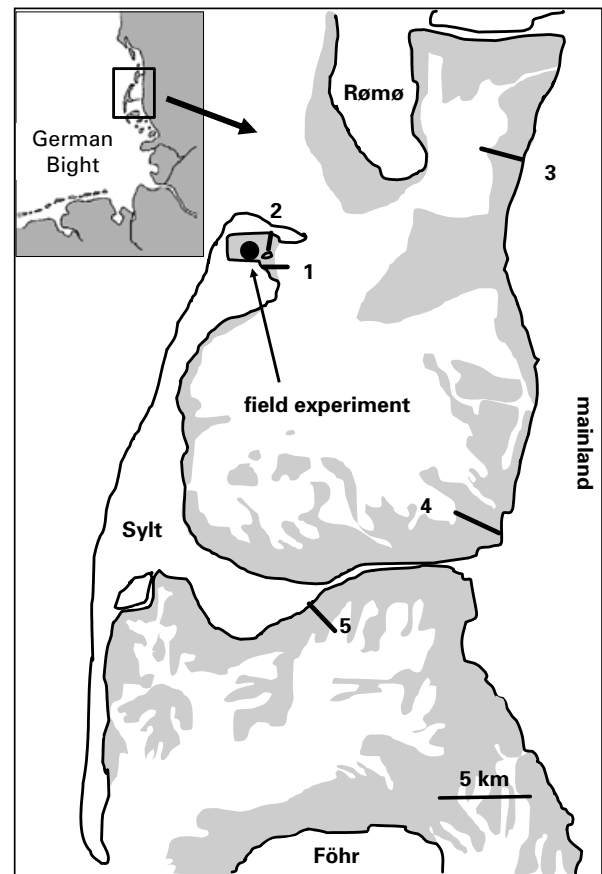 German
Bight
Rømø
3
2
1
field experiment
mainland
4
Sylt
5
5 km
Föhr